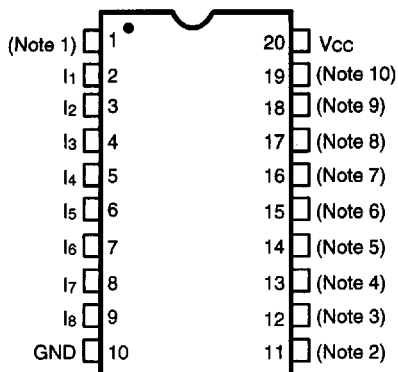 (Note 1) 1 20 VCC
I1 2 19 (Note 10)
I2 3 18 (Note 9)
I3 4 17 (Note 8)
I4 5 16 (Note 7)
I5 6 15 (Note 6)
I6 7 14 (Note 5)
I7 8 13 (Note 4)
I8 9 12 (Note 3)
GND 10 11 (Note 2)